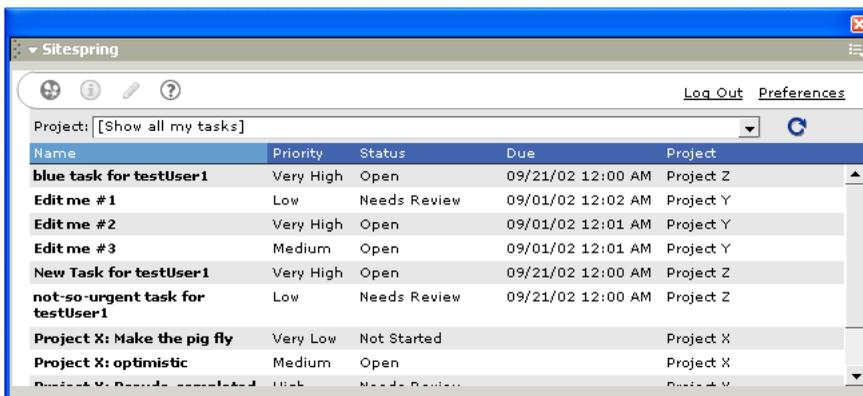 Sitespring
Log Out Preferences
Project: [Show all my tasks]
Name Priority Status Due Project
blue task for testUser1 Very High Open 09/21/02 12:00 AM Project Z
Edit me #1 Low Needs Review 09/01/02 12:02 AM Project Y
Edit me #2 Very High Open 09/01/02 12:01 AM Project Y
Edit me #3 Medium Open 09/01/02 12:01 AM Project Y
New Task for testUser1 Very High Open 09/21/02 12:00 AM Project Z
not-so-urgent task for Low Needs Review 09/21/02 12:00 AM Project Z
testUser1
Project X: Make the pig fly Very Low Not Started Project X
Project X: optimistic Medium Open Project X
Project X: High Needs Review Project X